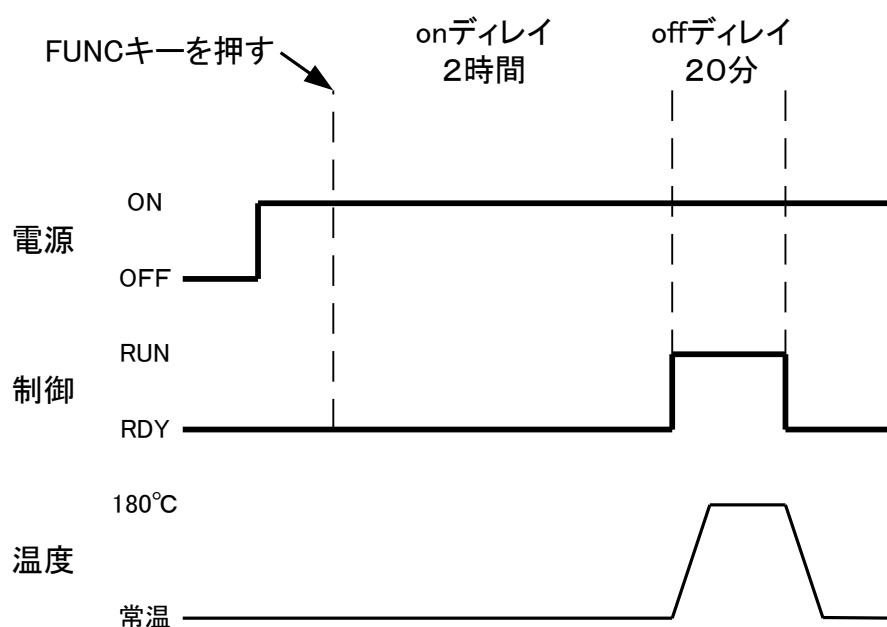 FUNCキーを押す
onディレイ
２時間
offディレイ
２０分
電源
ON
OFF
制御
RUN
RDY
温度
180℃
常温